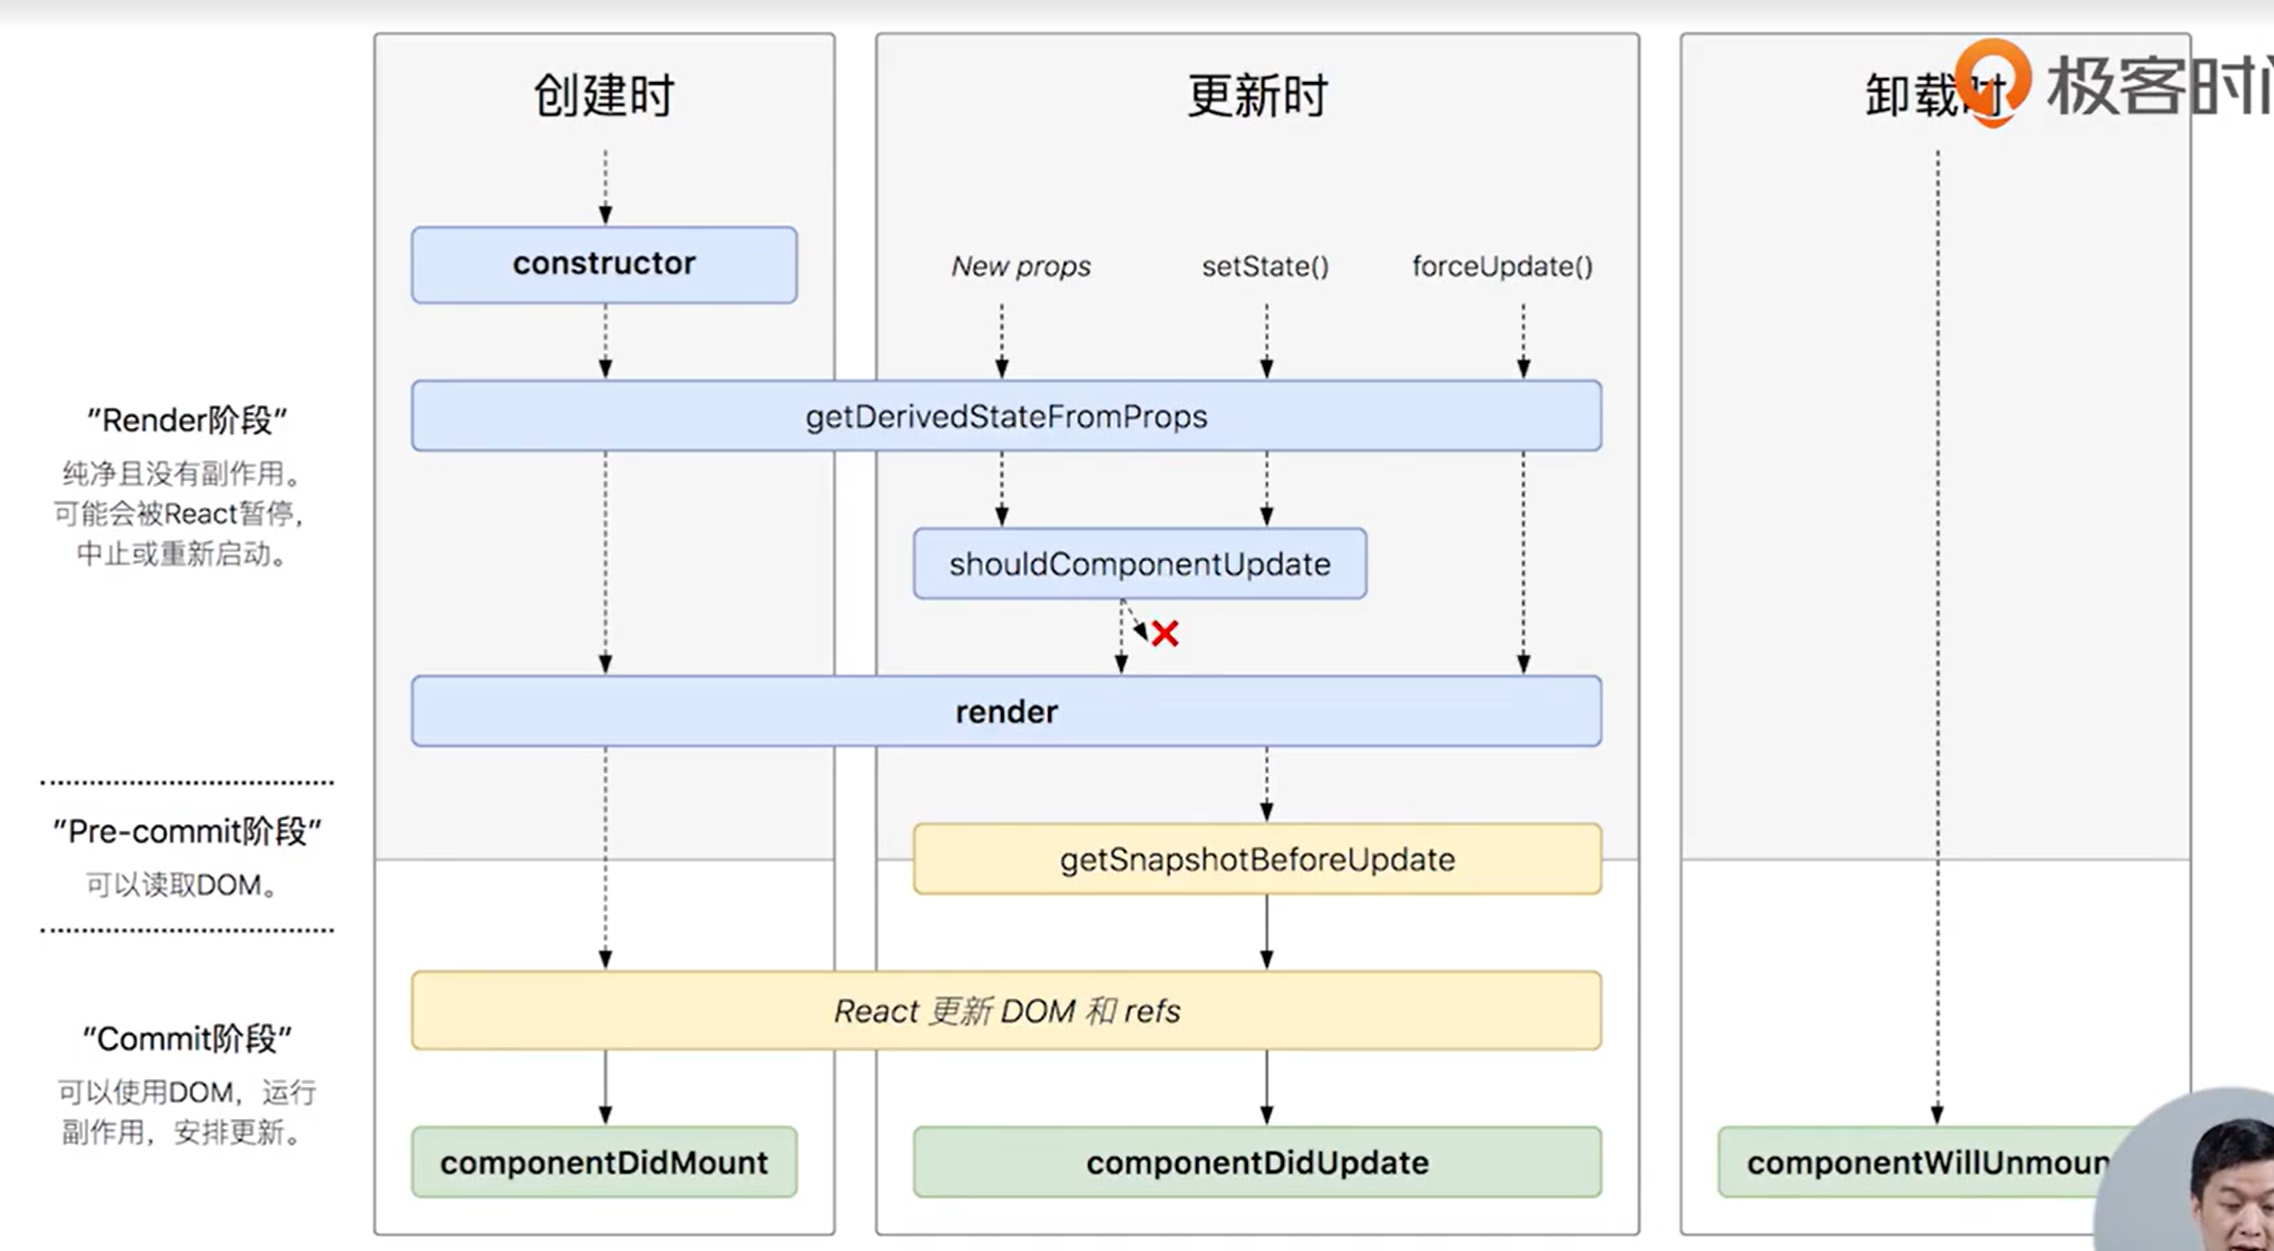 创建时
更新时
卸载时
极客时间
constructor
New props
setState()
forceUpdate()
getDerivedStateFromProps
"Render阶段"
纯净且没有副作用。
可能会被React暂停，
中止或重新启动。
shouldComponentUpdate
render
"Pre-commit阶段"
可以读取DOM。
getSnapshotBeforeUpdate
React 更新 DOM 和 refs
"Commit阶段"
可以使用DOM，运行
副作用，安排更新。
componentDidMount
componentDidUpdate
componentWillUnmoun